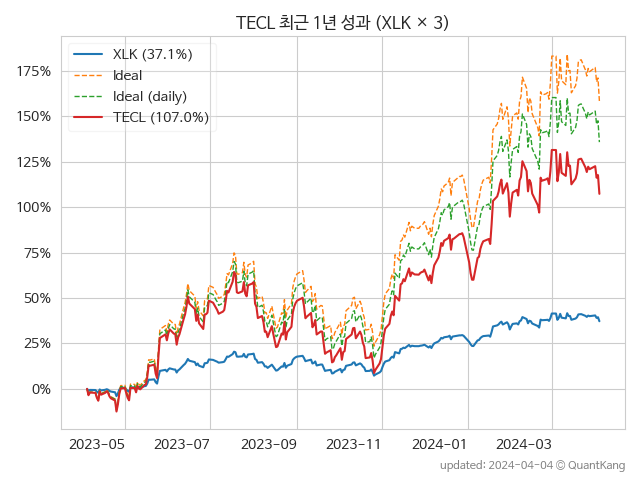 TECL 최근 1년 성과 (XLK × 3)
XLK (37.1%)
Ideal
Ideal (daily)
TECL (107.0%)
175%
150%
125%
100%
75%
50%
25%
0%
2023-05 2023-07 2023-09 2023-11 2024-01 2024-03
updated: 2024-04-04 © QuantKang